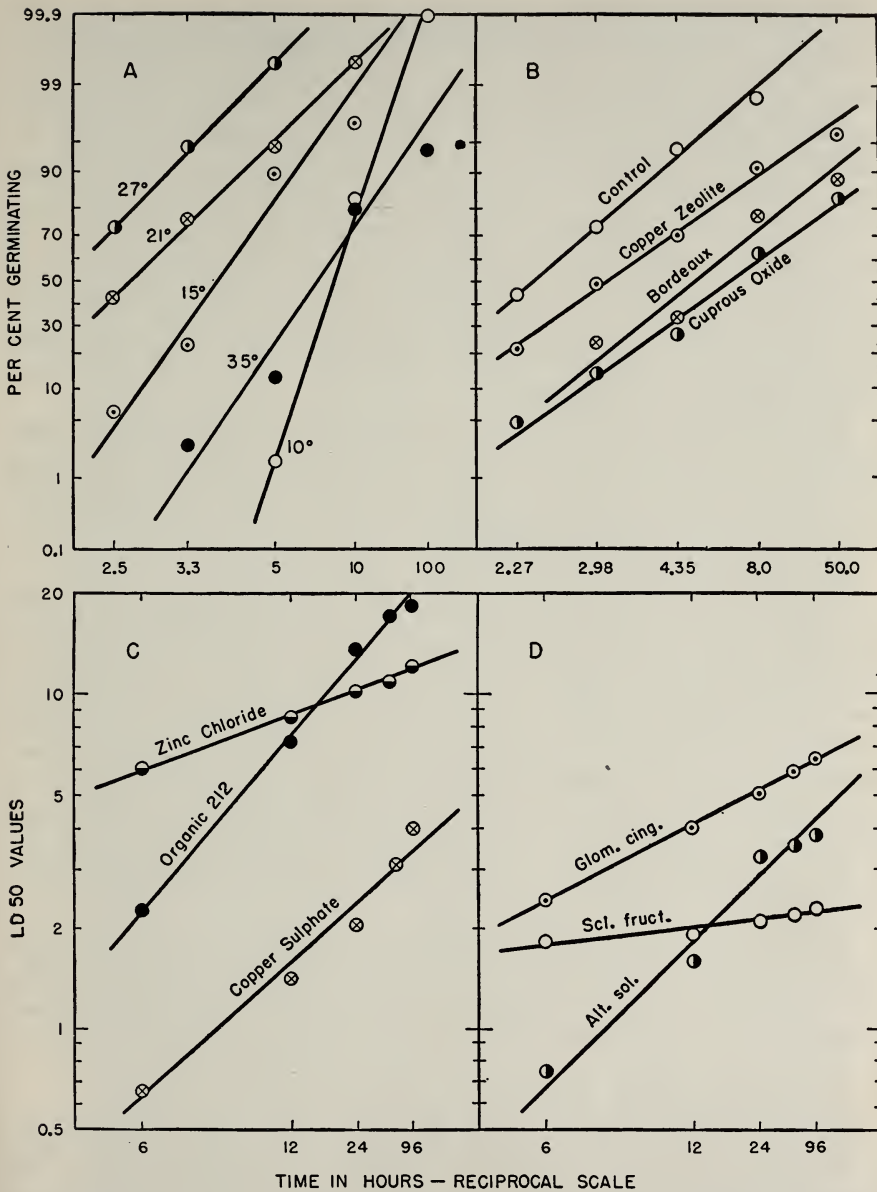 99.9
99
90
70
50
30
10
1
0.1
PER CENT GERMINATING
A
27°
21°
15°
35°
10°
2.5 3.3 5 10 100
B
Control
Copper Zeolite
Bordeaux
Cuprous Oxide
2.27 2.98 4.35 8.0 50.0
20
10
5
2
1
0.5
LD 50 VALUES
C
Zinc Chloride
Organic 212
Copper Sulphate
6 12 24 96
D
Glom. cing.
Scl. fruct.
Alt. sol.
6 12 24 96
TIME IN HOURS — RECIPROCAL SCALE